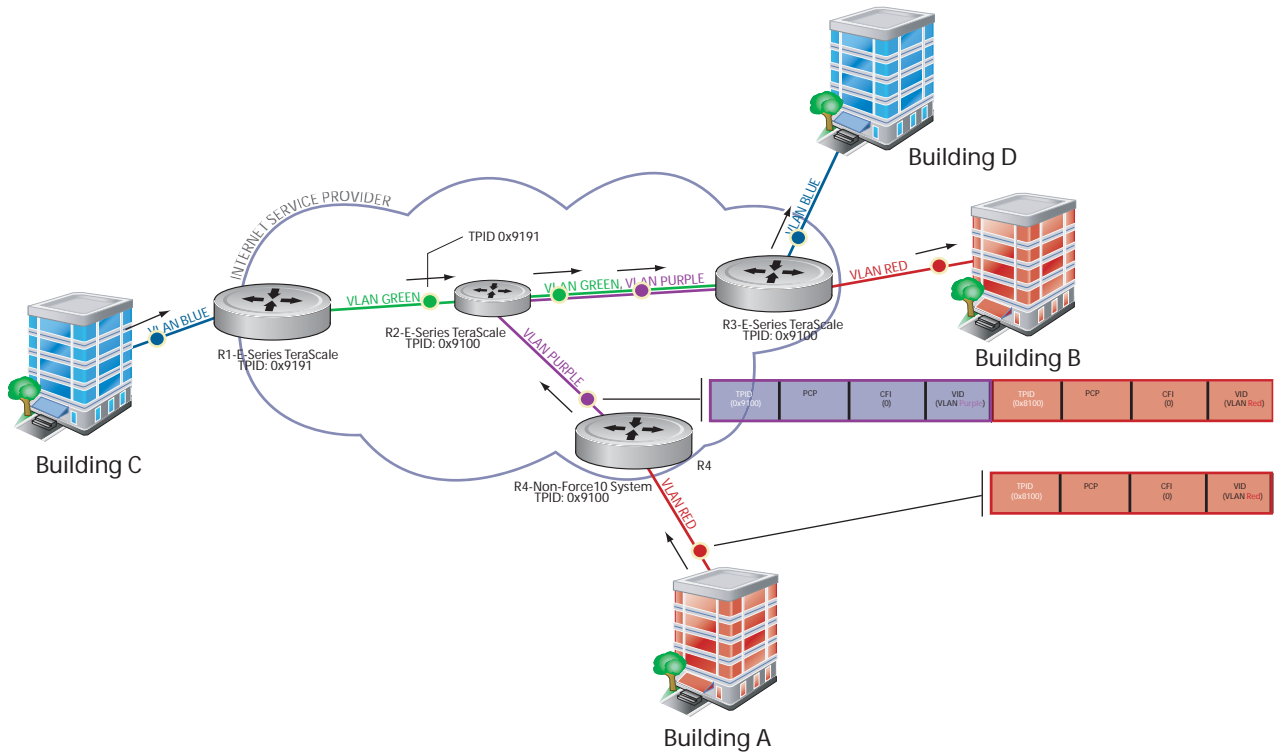 Building D
VLAN BLUE
INTERNET SERVICE PROVIDER
TPID 0x9191
VLAN RED
VLAN GREEN
VLAN GREEN, VLAN PURPLE
Building B
VLAN BLUE
R1-E-Series TeraScale
TPID: 0x9191
R2-E-Series TeraScale
TPID: 0x9100
R3-E-Series TeraScale
TPID: 0x9100
VLAN PURPLE
TPID
(0x9100)
PCP
CFI
(0)
VID
(VLAN Purple)
TPID
(0x8100)
PCP
CFI
(0)
VID
(VLAN Red)
Building C
R4
R4-Non-Force10 System
TPID: 0x9100
VLAN RED
TPID
(0x8100)
PCP
CFI
(0)
VID
(VLAN Red)
Building A